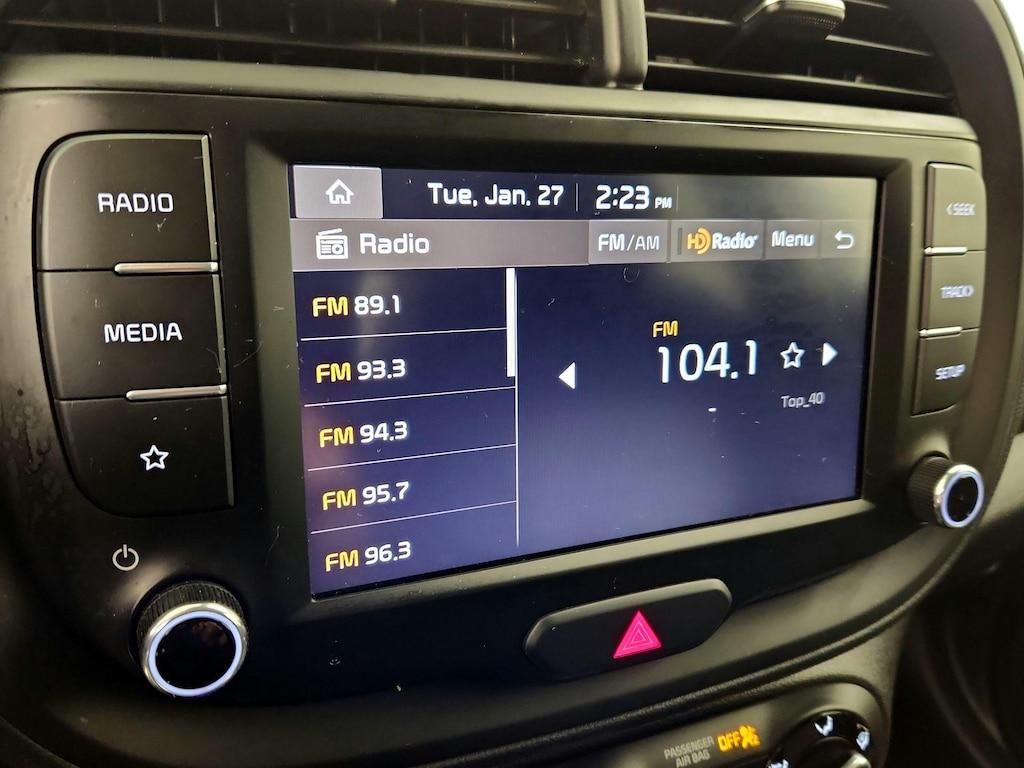 RADIO
MEDIA
Tue, Jan. 27 2:23 PM
Radio FM/AM HD Radio Menu
FM 89.1
FM 93.3
FM 94.3
FM 95.7
FM 96.3
FM
104.1
Top_40
< SEEK
TRACK >
SETUP
PASSENGER
AIR BAG
OFF